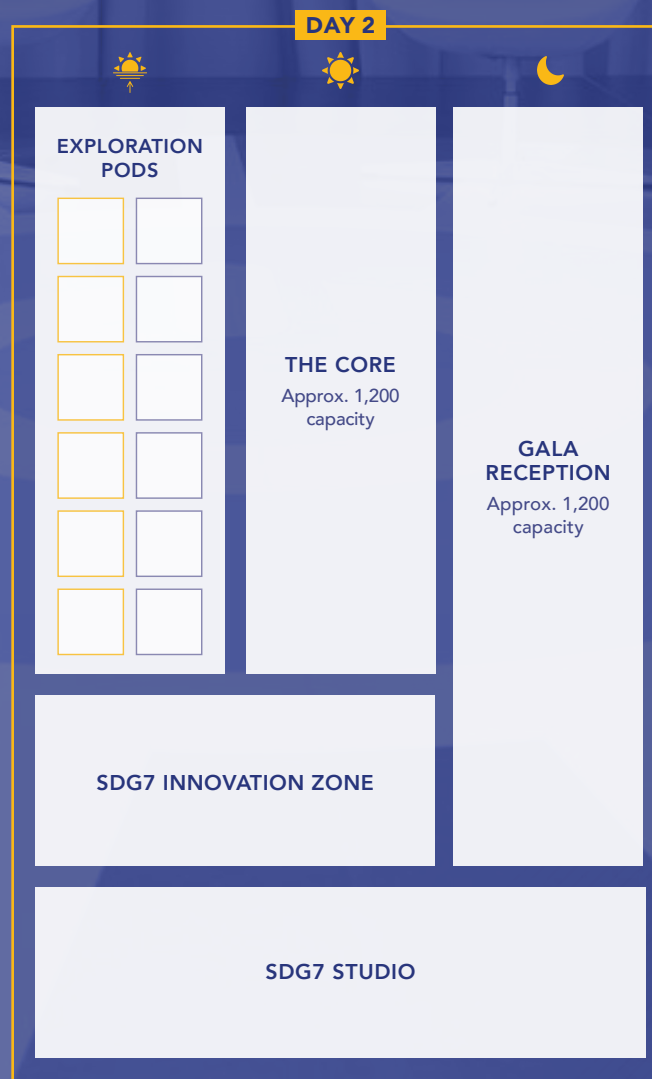 DAY 2
EXPLORATION
PODS
THE CORE
Approx. 1,200
capacity
GALA
RECEPTION
Approx. 1,200
capacity
SDG7 INNOVATION ZONE
SDG7 STUDIO